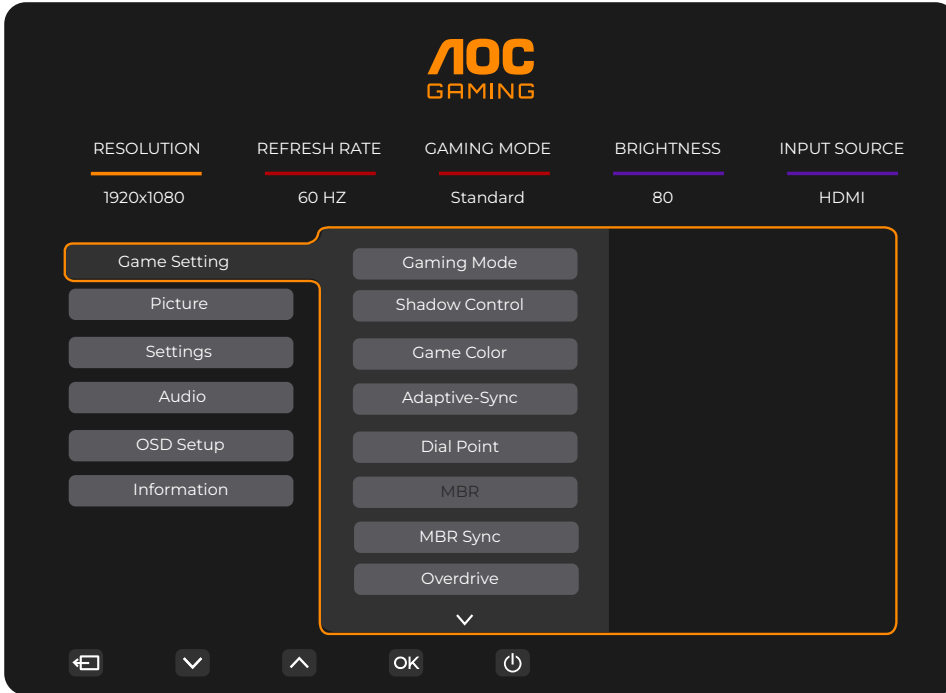 AOC
GAMING
RESOLUTION REFRESH RATE GAMING MODE BRIGHTNESS INPUT SOURCE
1920x1080 60 HZ Standard 80 HDMI
Game Setting
Picture
Settings
Audio
OSD Setup
Information
Gaming Mode
Shadow Control
Game Color
Adaptive-Sync
Dial Point
MBR
MBR Sync
Overdrive
OK